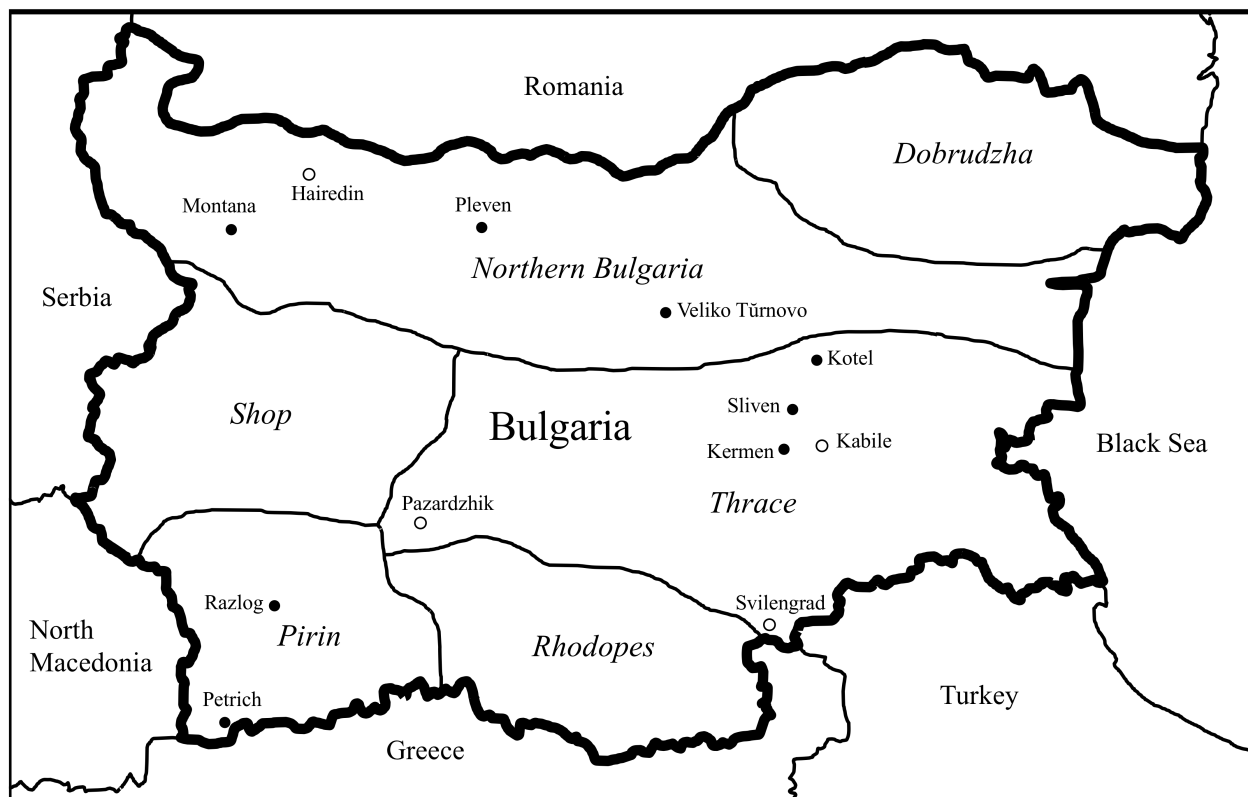 Romania
Dobrudzha
Hairedin
Montana
Pleven
Northern Bulgaria
Serbia
Veliko Tŭrnovo
Kotel
Shop
Sliven
Bulgaria
Kabile
Black Sea
Kermen
Pazardzhik
Thrace
Razlog
Svilengrad
North
Macedonia
Pirin
Rhodopes
Petrich
Turkey
Greece